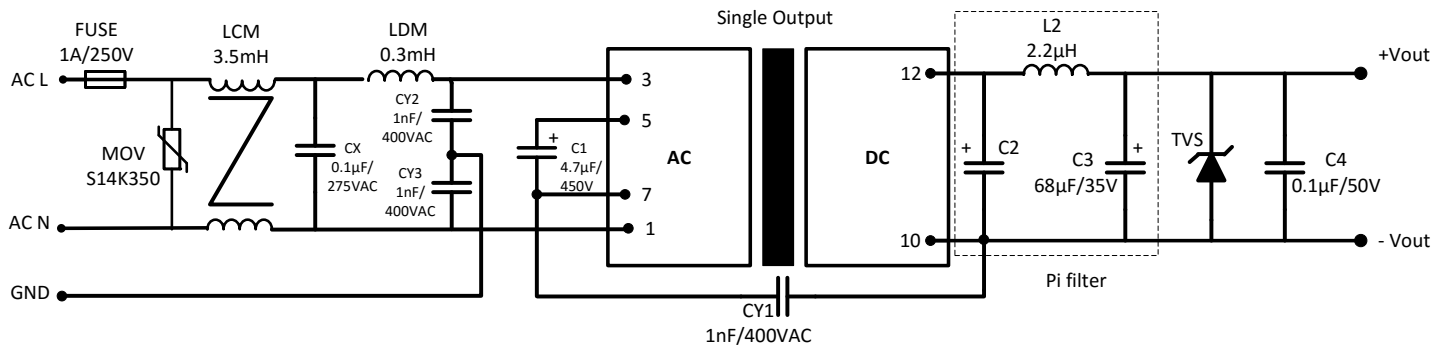 Single Output
FUSE
1A/250V
LCM
3.5mH
LDM
0.3mH
L2
2.2µH
AC L
+Vout
3
12
CY2
1nF/
400VAC
5
MOV
S14K350
CX
0.1µF/
275VAC
+
C1
4.7µF/
450V
AC
DC
+
C2
C3
68µF/35V
+
TVS
C4
0.1µF/50V
CY3
1nF/
400VAC
7
AC N
1
10
- Vout
GND
Pi filter
CY1
1nF/400VAC